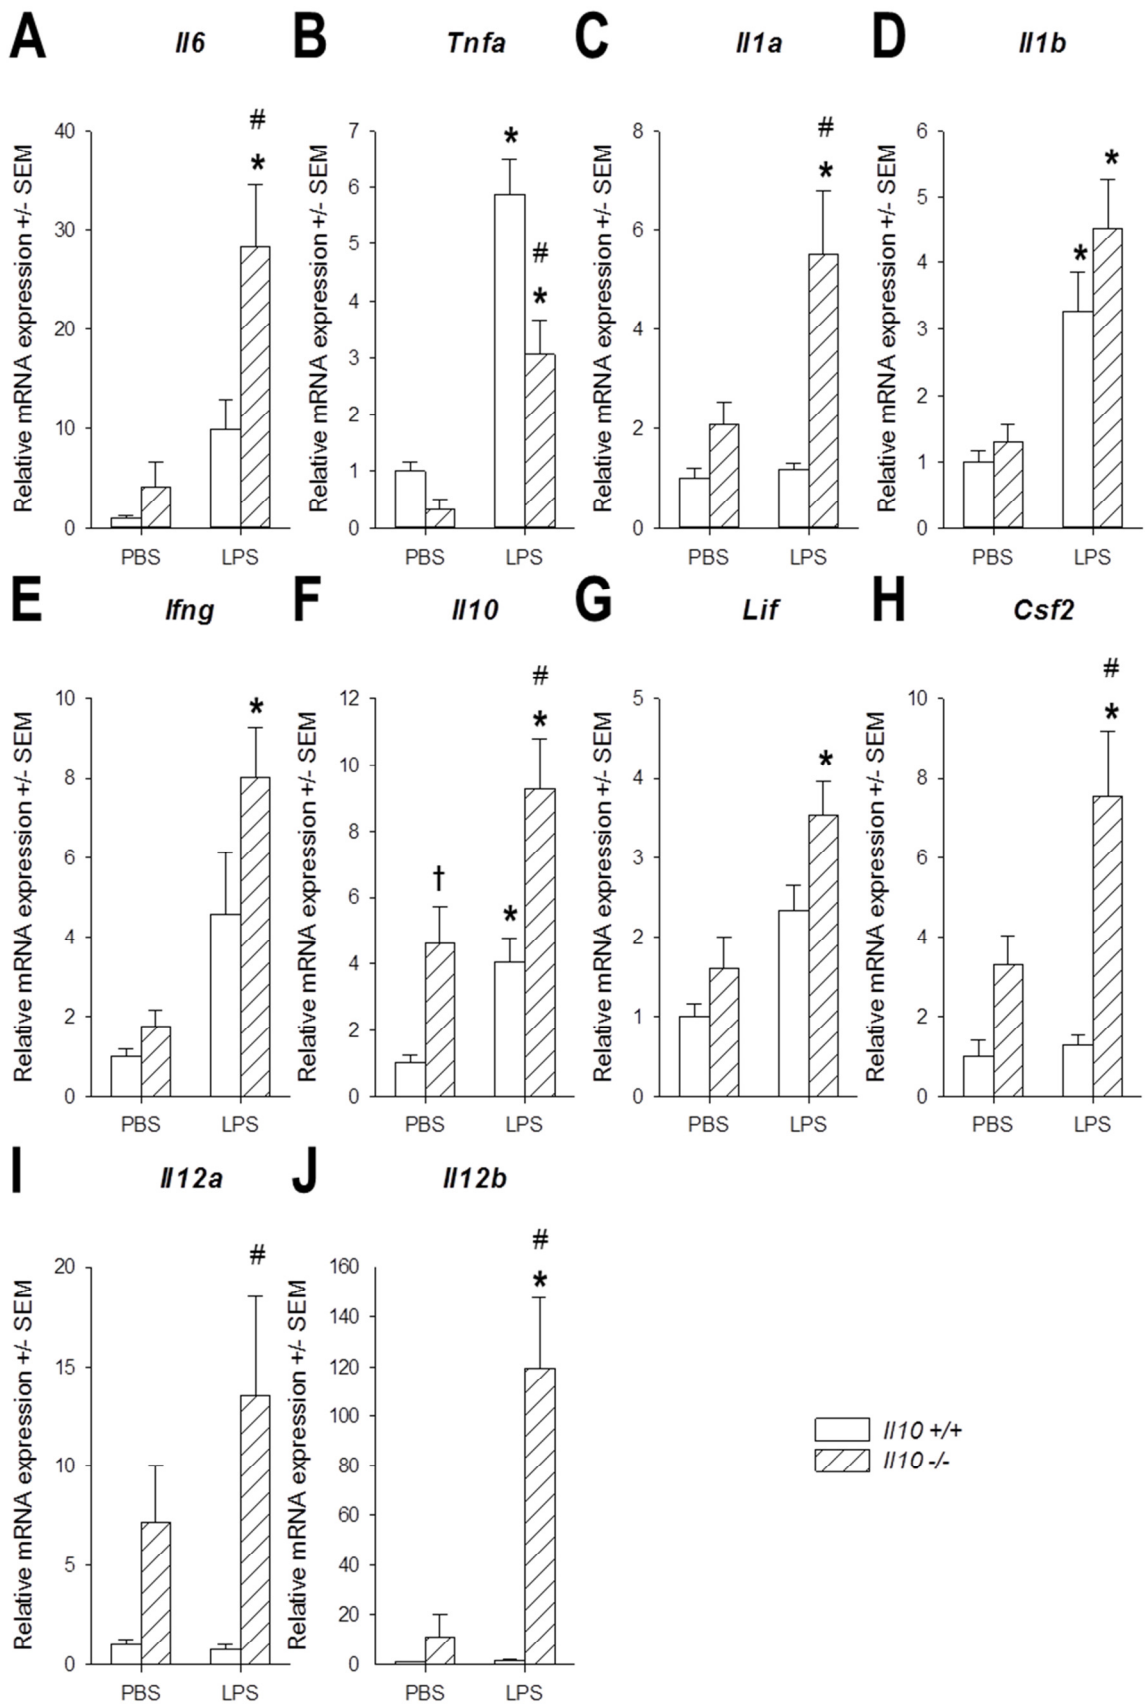 A Il6
B Tnfa
C Il1a
D Il1b
Relative mRNA expression +/- SEM
40
30
20
10
0
#
*
PBS LPS
Relative mRNA expression +/- SEM
7
6
5
4
3
2
1
0
*
#
*
PBS LPS
Relative mRNA expression +/- SEM
8
6
4
2
0
#
*
PBS LPS
Relative mRNA expression +/- SEM
6
5
4
3
2
1
0
*
*
PBS LPS
E Ifng
F Il10
G Lif
H Csf2
Relative mRNA expression +/- SEM
10
8
6
4
2
0
*
PBS LPS
Relative mRNA expression +/- SEM
12
10
8
6
4
2
0
†
*
#
*
PBS LPS
Relative mRNA expression +/- SEM
5
4
3
2
1
0
*
PBS LPS
Relative mRNA expression +/- SEM
10
8
6
4
2
0
#
*
PBS LPS
I Il12a
J Il12b
Relative mRNA expression +/- SEM
20
15
10
5
0
#
PBS LPS
Relative mRNA expression +/- SEM
160
140
120
100
80
60
40
20
0
#
*
PBS LPS
Il10 +/+
Il10 -/-